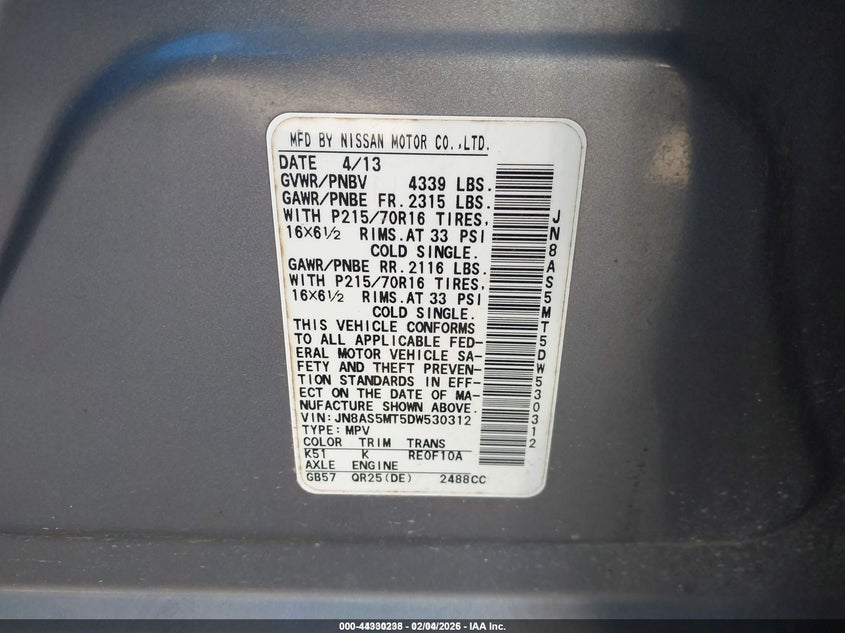 MFD BY NISSAN MOTOR CO.,LTD.
DATE 4/13
GVWR/PNBV 4339 LBS.
GAWR/PNBE FR. 2315 LBS.
WITH P215/70R16 TIRES,
16X6½ RIMS.AT 33 PSI
COLD SINGLE.
GAWR/PNBE RR. 2116 LBS.
WITH P215/70R16 TIRES,
16X6½ RIMS.AT 33 PSI
COLD SINGLE.
THIS VEHICLE CONFORMS
TO ALL APPLICABLE FED-
ERAL MOTOR VEHICLE SA-
FETY AND THEFT PREVEN-
TION STANDARDS IN EFF-
ECT ON THE DATE OF MA-
NUFACTURE SHOWN ABOVE.
VIN: JN8AS5MT5DW530312
TYPE: MPV
COLOR TRIM TRANS
K51 K RE0F10A
AXLE ENGINE
GB57 QR25(DE) 2488CC
JN8AS5MT5DW530312
000-44330238 - 02/04/2026 - IAA Inc.